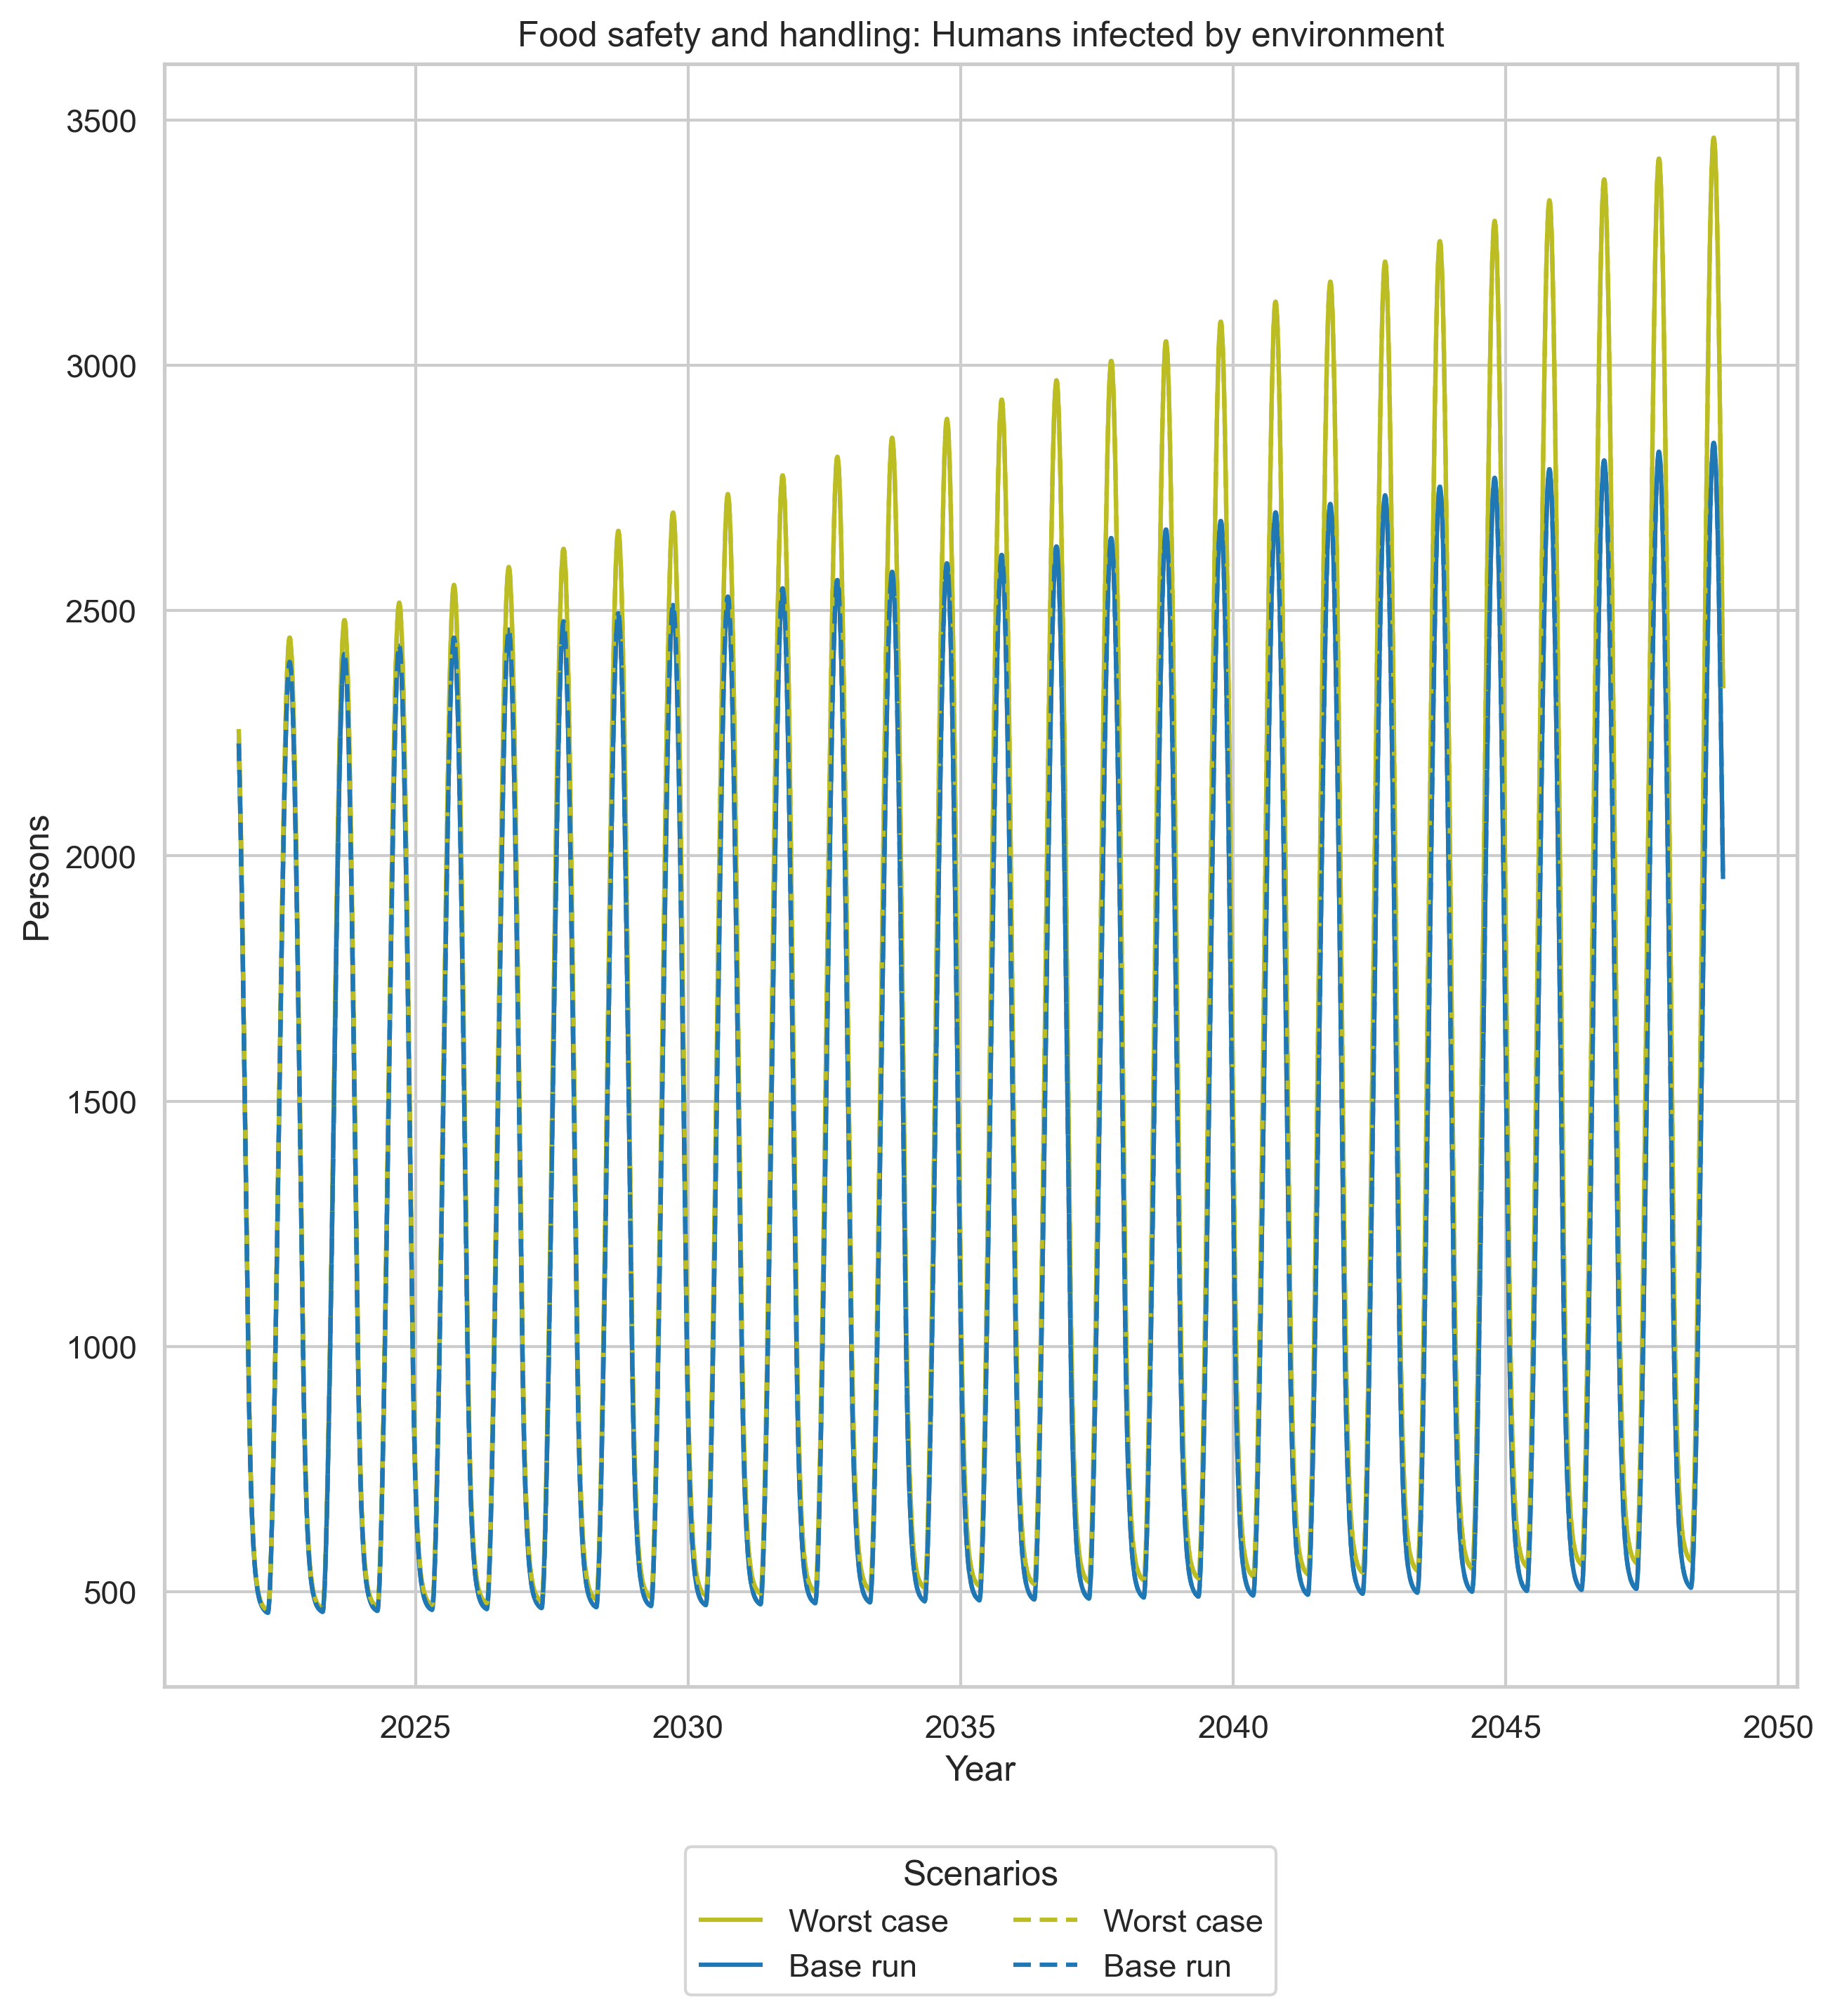 Food safety and handling: Humans infected by environment
3500
3000
2500
2000
1500
1000
500
Persons
2025 2030 2035 2040 2045 2050
Year
Scenarios
Worst case Worst case
Base run Base run